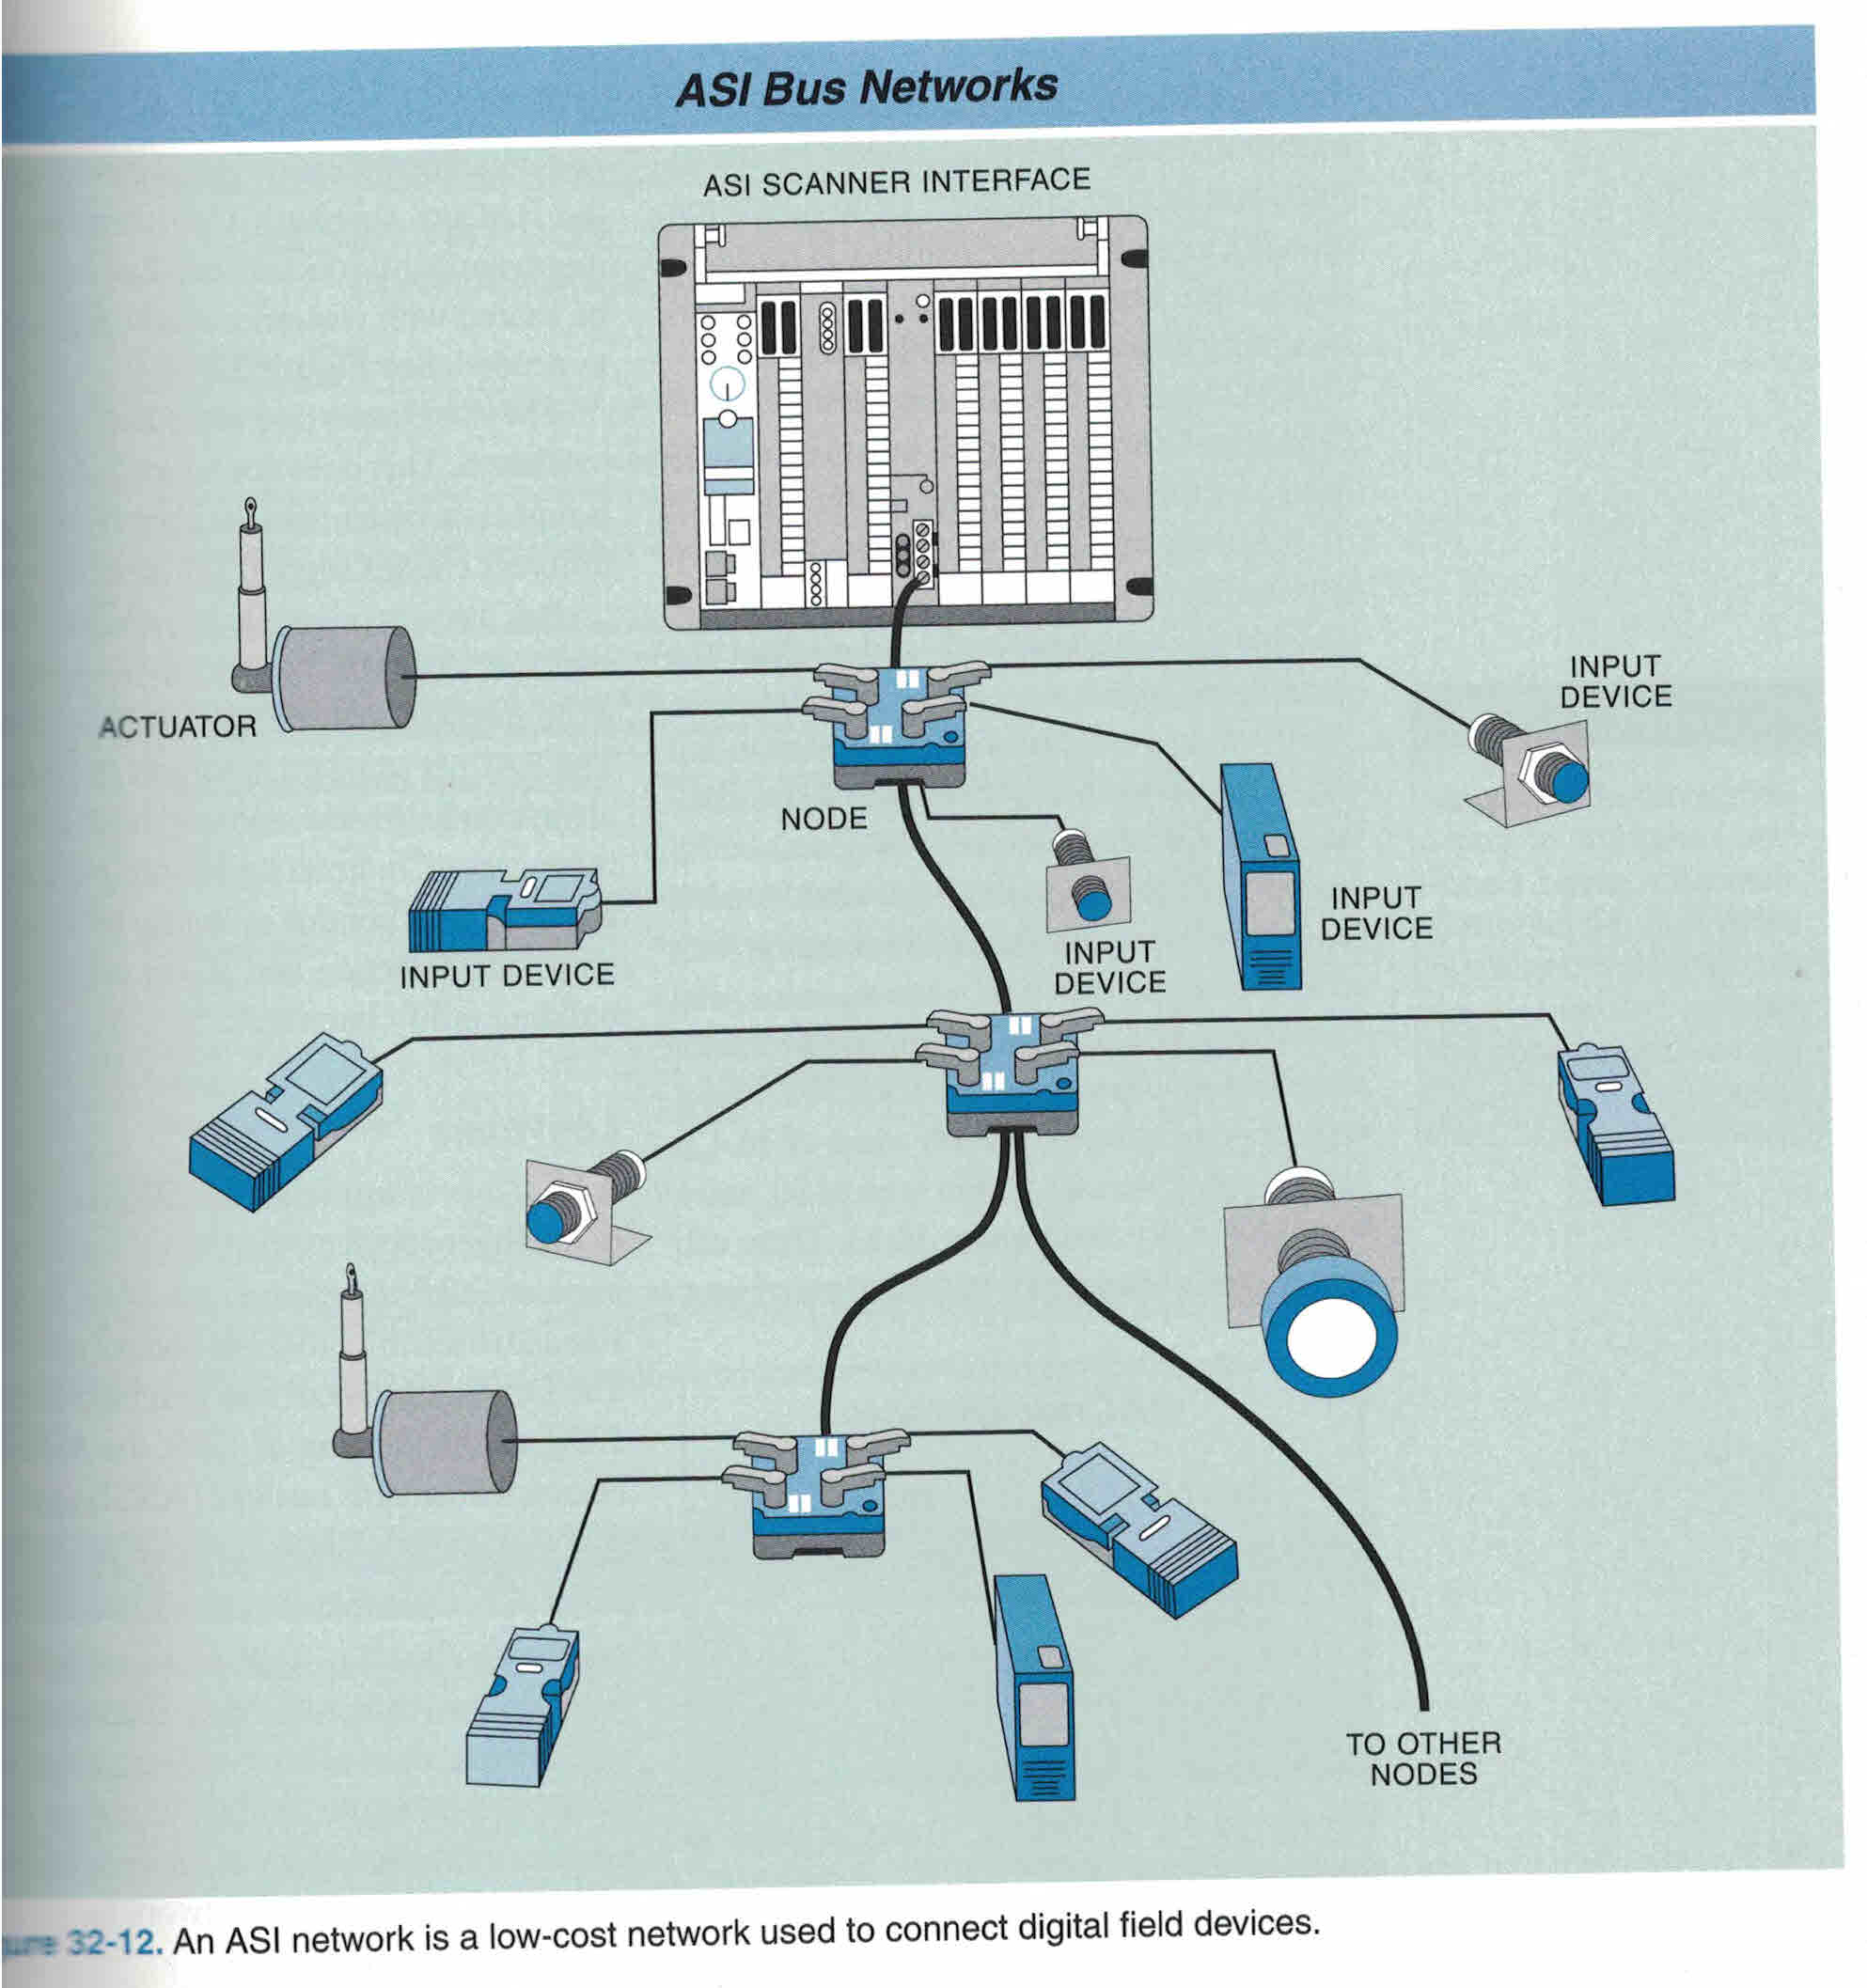 ASI Bus Networks
ASI SCANNER INTERFACE
INPUT
DEVICE
ACTUATOR
NODE
INPUT
DEVICE
INPUT
DEVICE
INPUT DEVICE
TO OTHER
NODES
32-12. An ASI network is a low-cost network used to connect digital field devices.